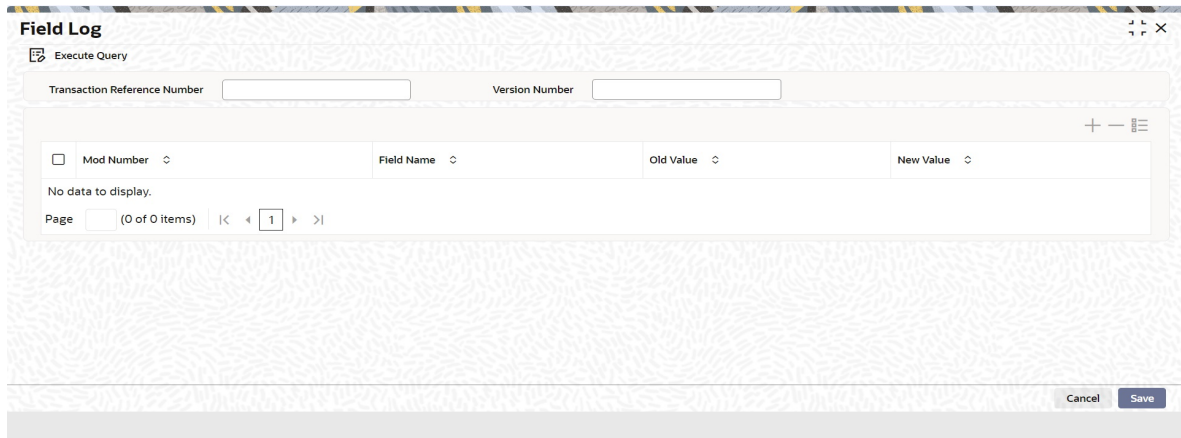 Field Log
Execute Query
Transaction Reference Number Version Number
Mod Number Field Name Old Value New Value
No data to display.
Page (0 of 0 items) 1
Cancel Save